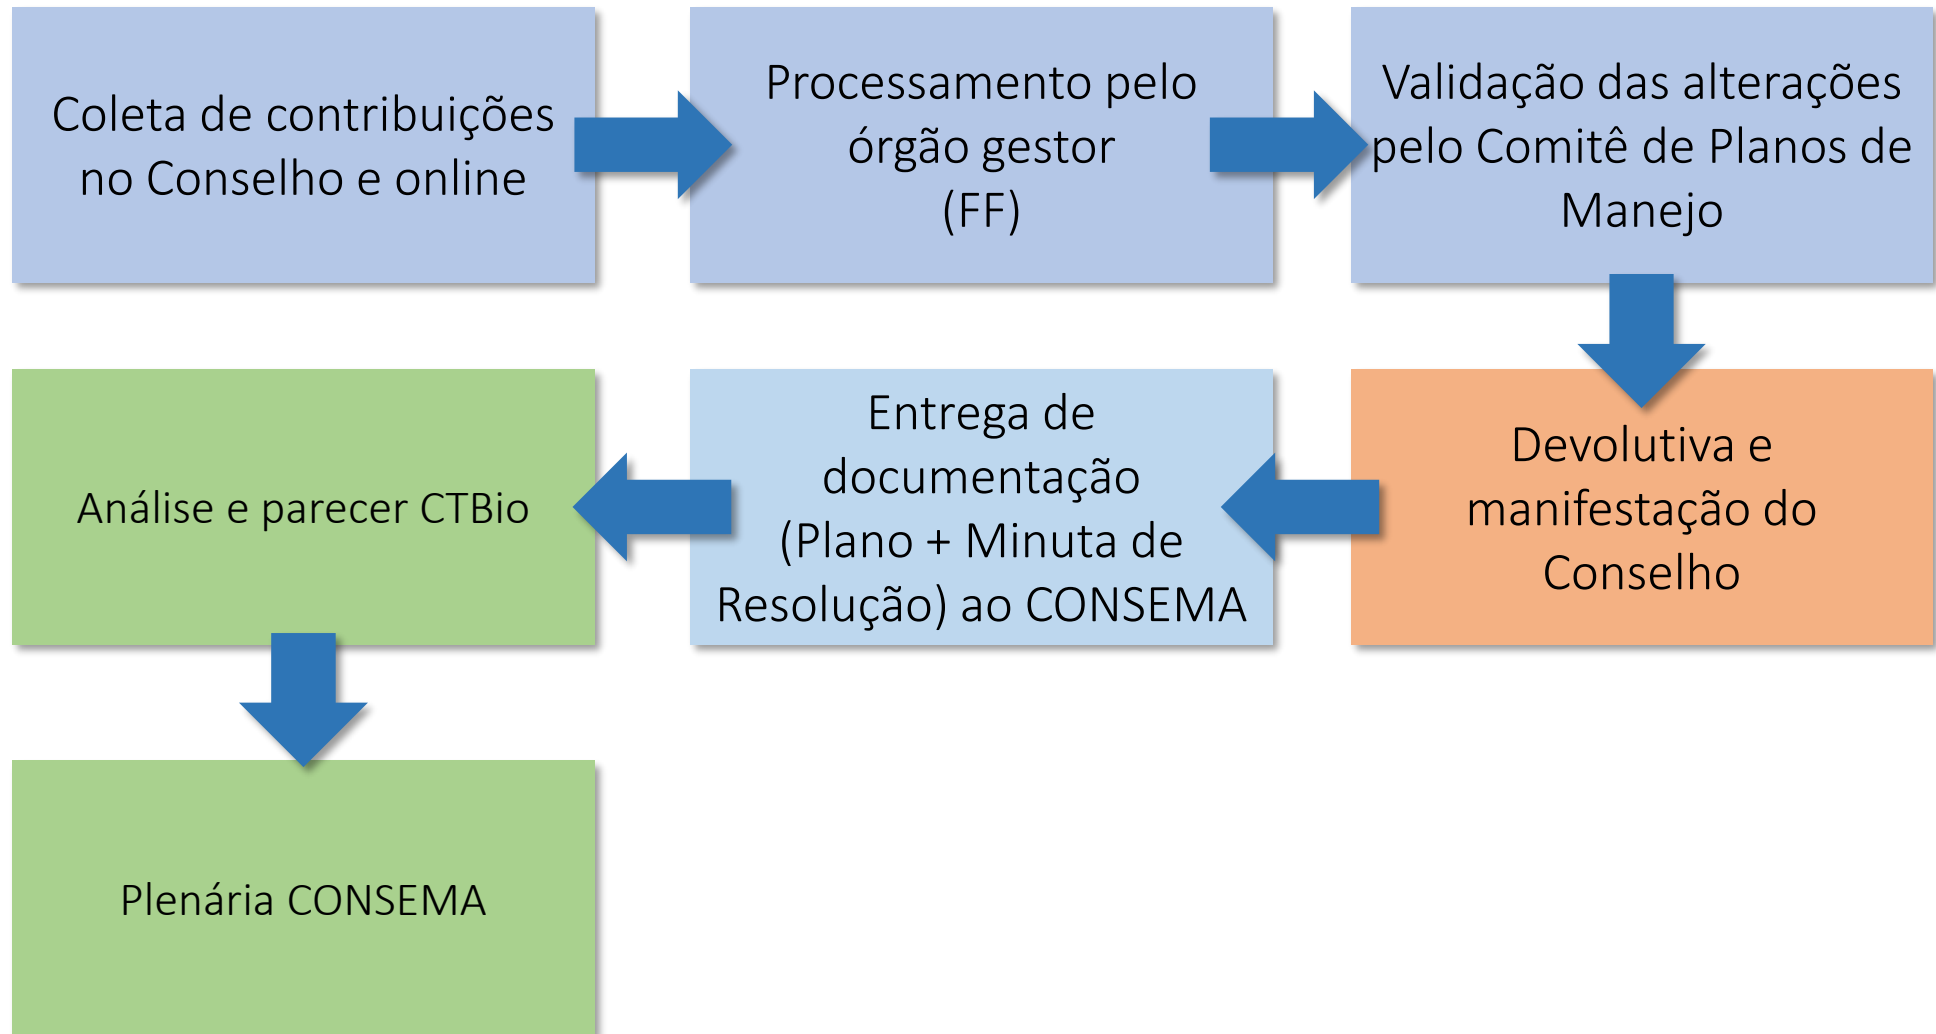 Coleta de contribuições
no Conselho e online
Processamento pelo
órgão gestor
(FF)
Validação das alterações
pelo Comitê de Planos de
Manejo
Devolutiva e
manifestação do
Conselho
Entrega de
documentação
(Plano + Minuta de
Resolução) ao CONSEMA
Análise e parecer CTBio
Plenária CONSEMA